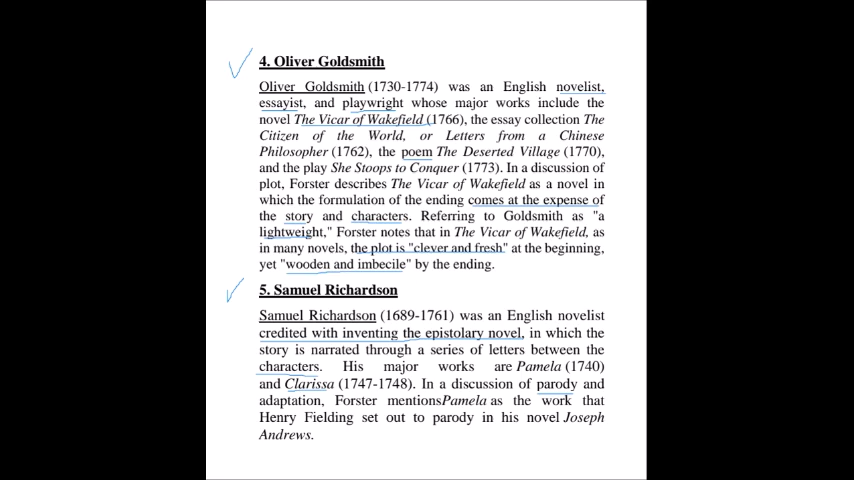 4. Oliver Goldsmith
Oliver Goldsmith (1730-1774) was an English novelist,
essayist, and playwright whose major works include the
novel The Vicar of Wakefield (1766), the essay collection The
Citizen of the World, or Letters from a Chinese
Philosopher (1762), the poem The Deserted Village (1770),
and the play She Stoops to Conquer (1773). In a discussion of
plot, Forster describes The Vicar of Wakefield as a novel in
which the formulation of the ending comes at the expense of
the story and characters. Referring to Goldsmith as "a
lightweight," Forster notes that in The Vicar of Wakefield, as
in many novels, the plot is "clever and fresh" at the beginning,
yet "wooden and imbecile" by the ending.
5. Samuel Richardson
Samuel Richardson (1689-1761) was an English novelist
credited with inventing the epistolary novel, in which the
story is narrated through a series of letters between the
characters. His major works are Pamela (1740)
and Clarissa (1747-1748). In a discussion of parody and
adaptation, Forster mentionsPamela as the work that
Henry Fielding set out to parody in his novel Joseph
Andrews.